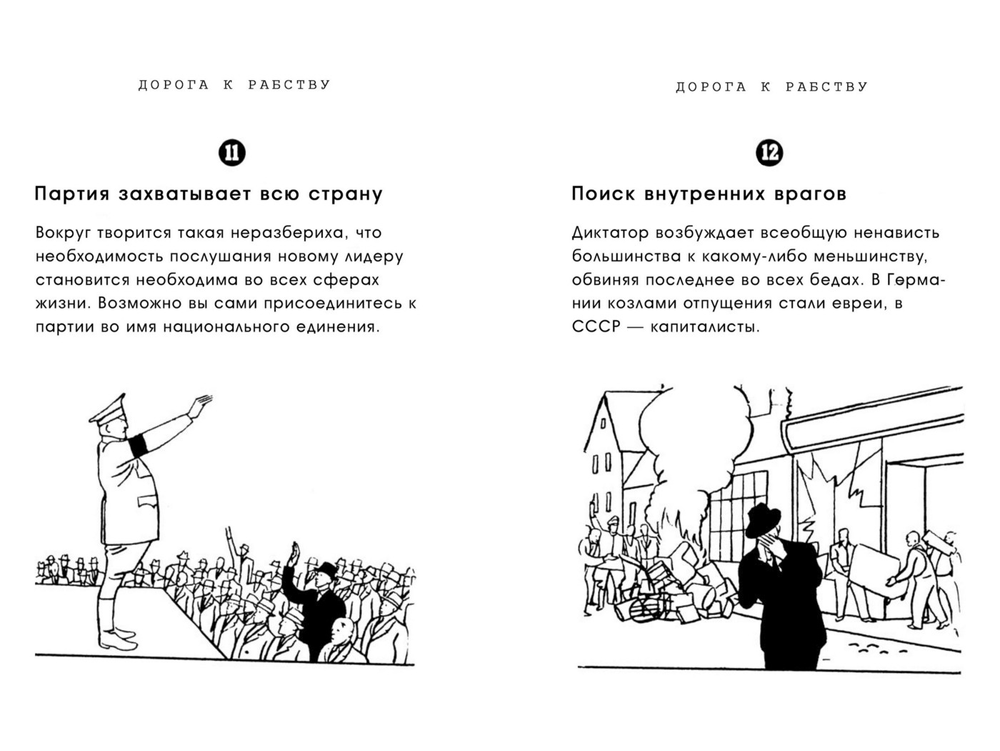 ДОРОГА К РАБСТВУ
11
Партия захватывает всю страну
Вокруг творится такая неразбериха, что
необходимость послушания новому лидеру
становится необходима во всех сферах
жизни. Возможно вы сами присоединитесь к
партии во имя национального единения.
ДОРОГА К РАБСТВУ
12
Поиск внутренних врагов
Диктатор возбуждает всеобщую ненависть
большинства к какому-либо меньшинству,
обвиняя последнее во всех бедах. В Герма-
нии козлами отпущения стали евреи, в
СССР — капиталисты.